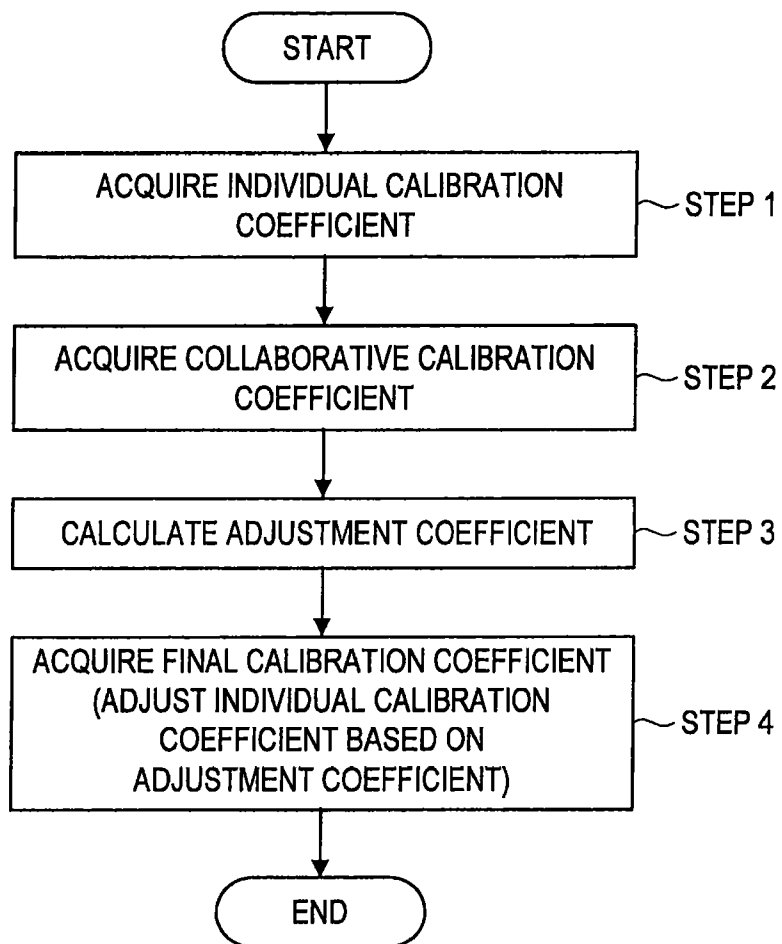 START
ACQUIRE INDIVIDUAL CALIBRATION
COEFFICIENT
STEP 1
ACQUIRE COLLABORATIVE CALIBRATION
COEFFICIENT
STEP 2
CALCULATE ADJUSTMENT COEFFICIENT
STEP 3
ACQUIRE FINAL CALIBRATION COEFFICIENT
(ADJUST INDIVIDUAL CALIBRATION
COEFFICIENT BASED ON
ADJUSTMENT COEFFICIENT)
STEP 4
END